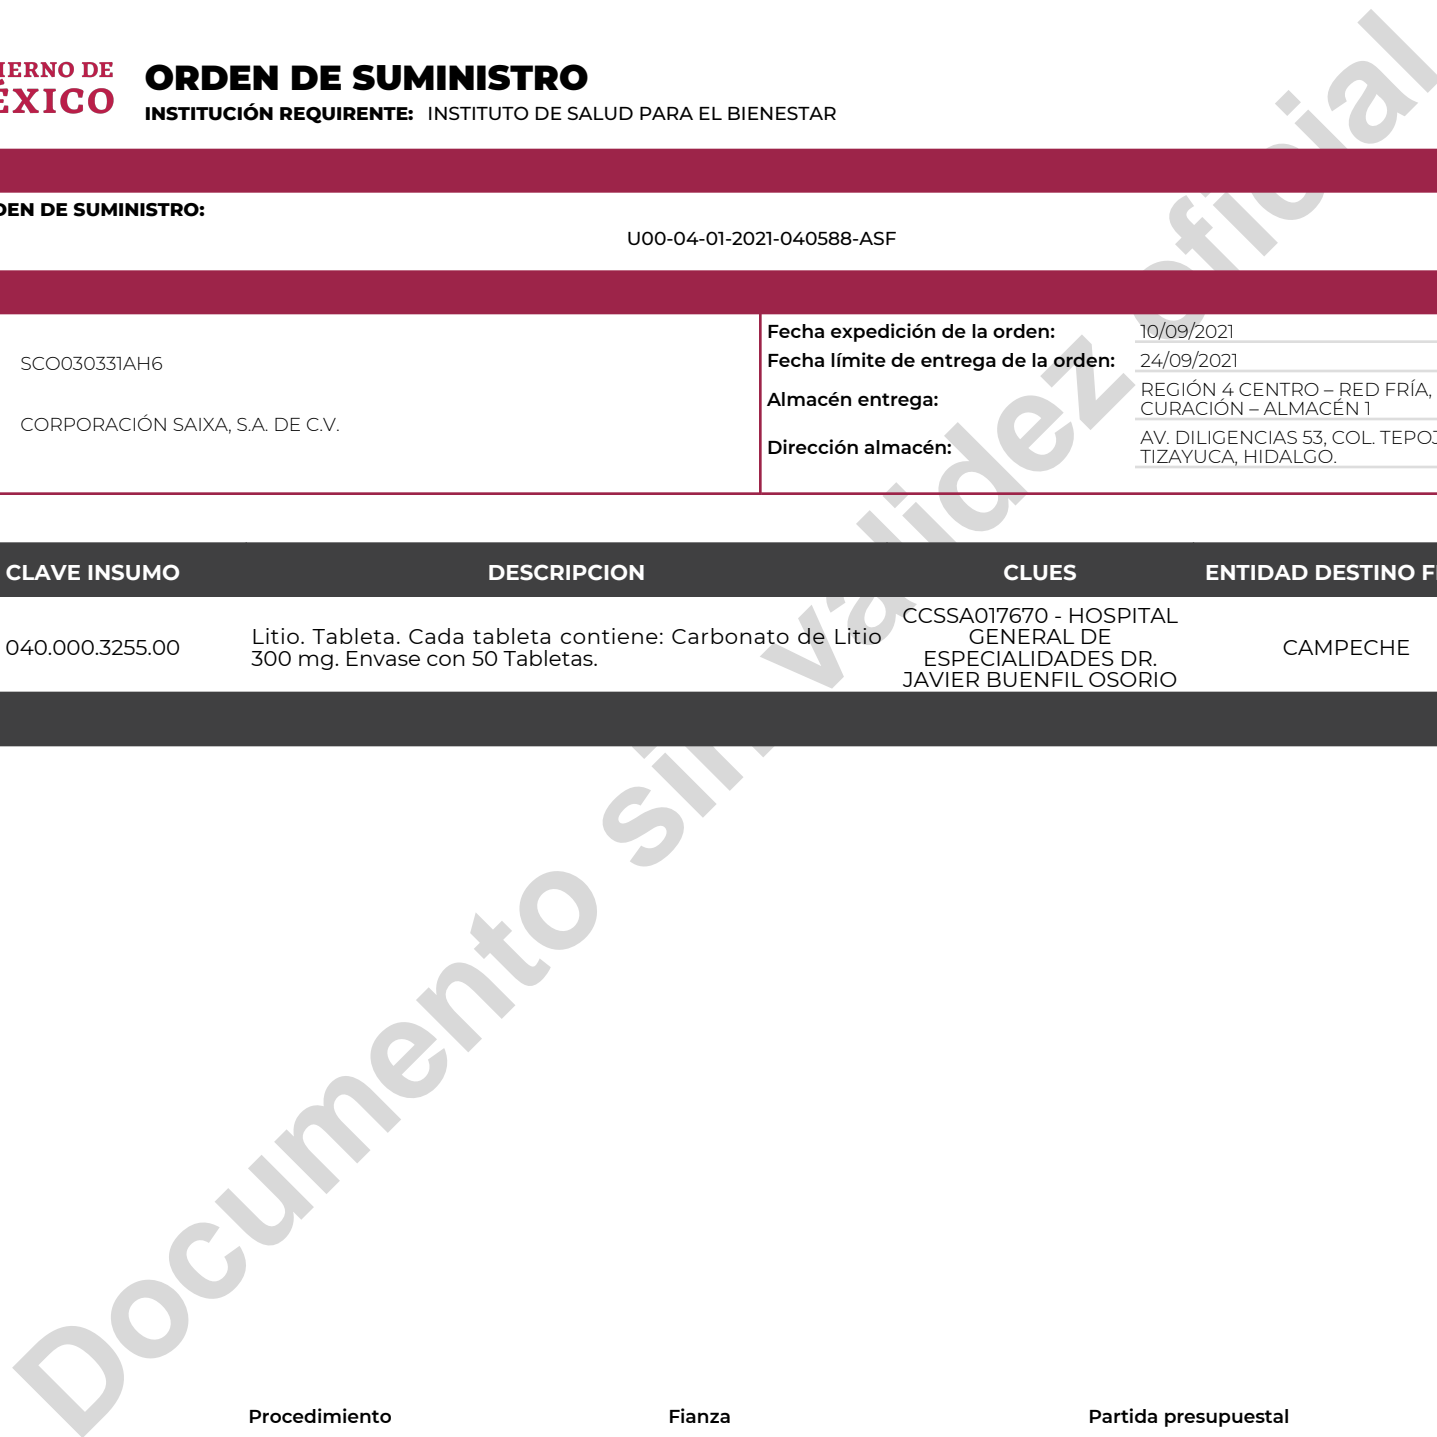 IERNO DE
ÉXICO
ORDEN DE SUMINISTRO
INSTITUCIÓN REQUIRENTE: INSTITUTO DE SALUD PARA EL BIENESTAR
DEN DE SUMINISTRO:
U00-04-01-2021-040588-ASF
SCO030331AH6
CORPORACIÓN SAIXA, S.A. DE C.V.
Fecha expedición de la orden: 10/09/2021
Fecha límite de entrega de la orden: 24/09/2021
Almacén entrega: REGIÓN 4 CENTRO – RED FRÍA,
CURACIÓN – ALMACÉN 1
Dirección almacén: AV. DILIGENCIAS 53, COL. TEPOJ
TIZAYUCA, HIDALGO.
CLAVE INSUMO DESCRIPCION CLUES ENTIDAD DESTINO FI
040.000.3255.00
Litio. Tableta. Cada tableta contiene: Carbonato de Litio
300 mg. Envase con 50 Tabletas.
CCSSA017670 - HOSPITAL
GENERAL DE
ESPECIALIDADES DR.
JAVIER BUENFIL OSORIO
CAMPECHE
Documento sin validez oficial
Procedimiento Fianza Partida presupuestal